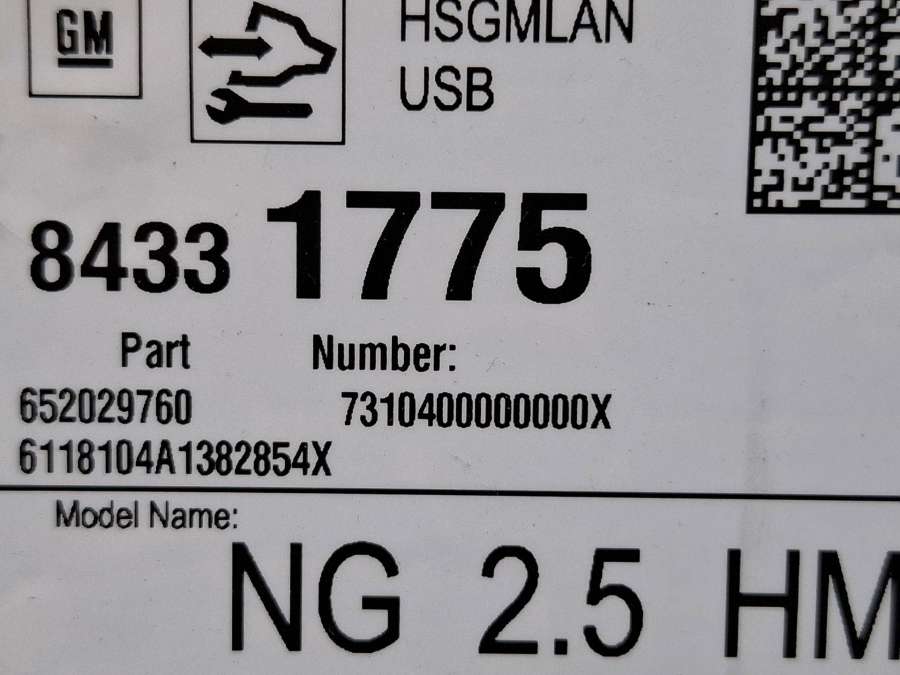 GM
HSGMLAN
USB
8433 1775
Part Number:
652029760 7310400000000X
6118104A1382854X
Model Name:
NG 2.5 HM